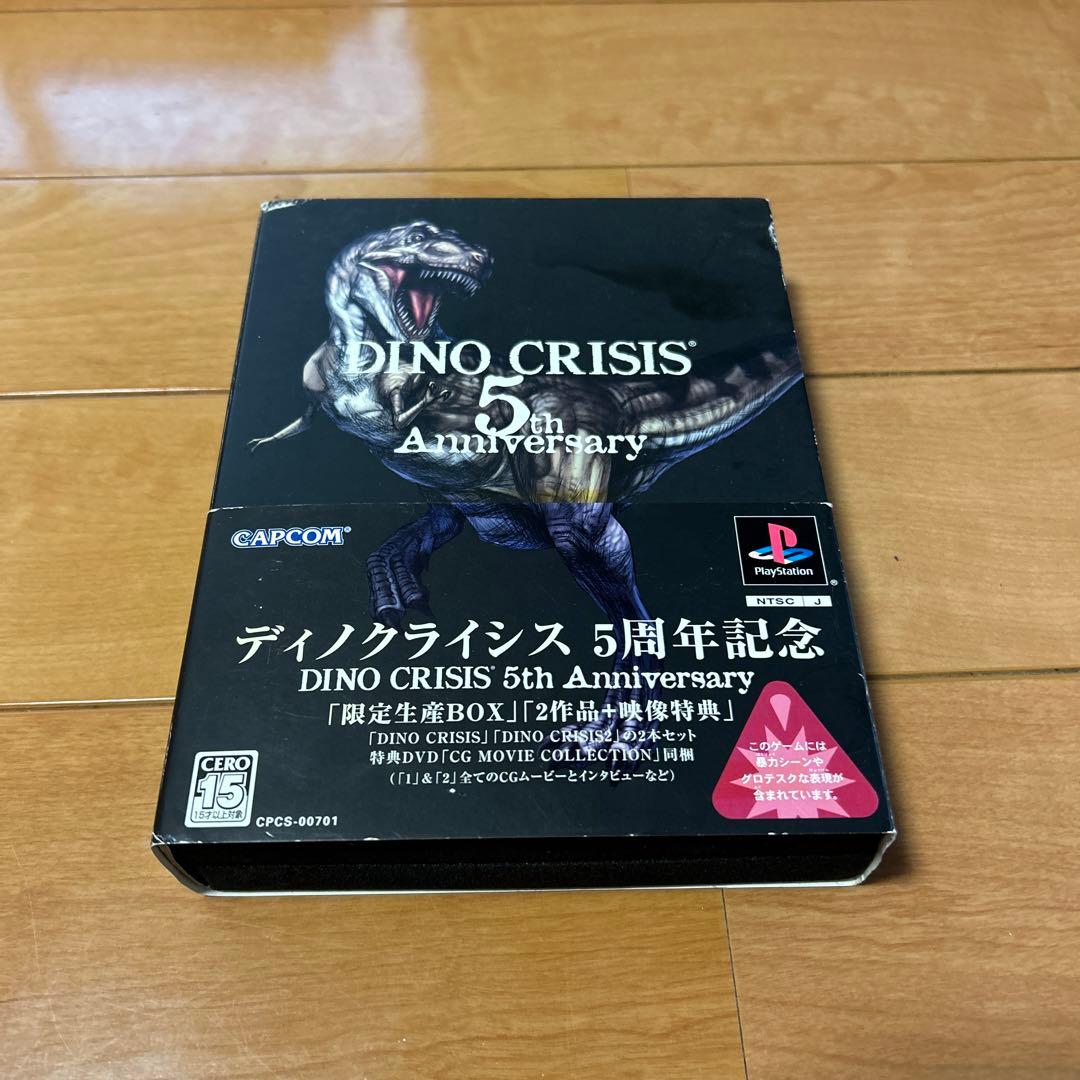 DINO CRISIS®
5th
Anniversary
CAPCOM®
PlayStation®
NTSC J
ディノクライシス 5周年記念
DINO CRISIS® 5th Anniversary
「限定生産BOX」「2作品+映像特典」
「DINO CRISIS」「DINO CRISIS2」の2本セット
特典DVD「CG MOVIE COLLECTION」同梱
(「1」&「2」全てのCGムービーとインタビューなど)
このゲームには
暴力シーンや
グロテスクな表現が
含まれています。
CERO
15
15才以上対象
CPCS-00701